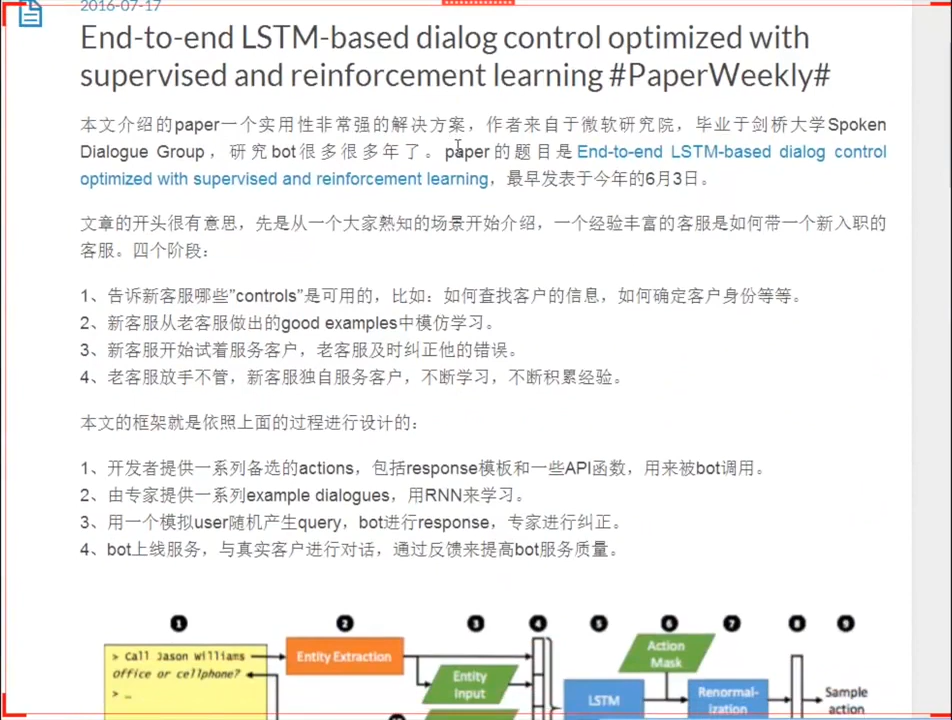 2016-07-17
End-to-end LSTM-based dialog control optimized with
supervised and reinforcement learning #PaperWeekly#
本文介绍的paper一个实用性非常强的解决方案，作者来自于微软研究院，毕业于剑桥大学Spoken
Dialogue Group，研究bot很多很多年了。paper的题目是End-to-end LSTM-based dialog control
optimized with supervised and reinforcement learning，最早发表于今年的6月3日。
文章的开头很有意思，先是从一个大家熟知的场景开始介绍，一个经验丰富的客服是如何带一个新入职的
客服。四个阶段：
1、告诉新客服哪些"controls"是可用的，比如：如何查找客户的信息，如何确定客户身份等等。
2、新客服从老客服做出的good examples中模仿学习。
3、新客服开始试着服务客户，老客服及时纠正他的错误。
4、老客服放手不管，新客服独自服务客户，不断学习，不断积累经验。
本文的框架就是依照上面的过程进行设计的：
1、开发者提供一系列备选的actions，包括response模板和一些API函数，用来被bot调用。
2、由专家提供一系列example dialogues，用RNN来学习。
3、用一个模拟user随机产生query，bot进行response，专家进行纠正。
4、bot上线服务，与真实客户进行对话，通过反馈来提高bot服务质量。
1 2 3 4 5 6 7 8 9
> Call Jason Williams
Office or cellphone?
> _
Entity Extraction
Entity
Input
LSTM
Action
Mask
Renormal-
ization
Sample
action